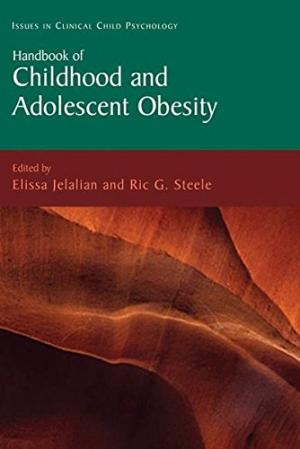 Issues in Clinical Child Psychology
Handbook of
Childhood and
Adolescent Obesity
Edited by
Elissa Jelalian and Ric G. Steele